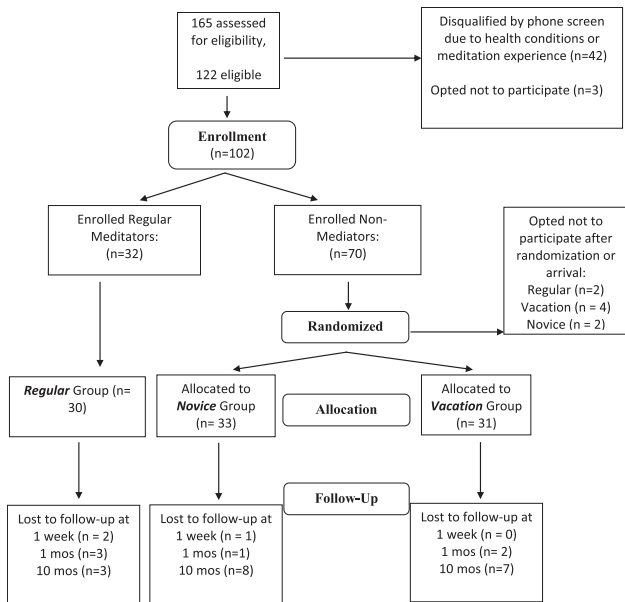 165 assessed
for eligibility,
122 eligible
Disqualified by phone screen
due to health conditions or
meditation experience (n=42)
Opted not to participate (n=3)
Enrollment
(n=102)
Enrolled Regular
Meditators:
(n=32)
Enrolled Non-
Mediators:
(n=70)
Opted not to
participate after
randomization or
arrival:
Regular (n=2)
Vacation (n = 4)
Novice (n = 2)
Randomized
Regular Group (n=
30)
Allocated to
Novice Group
(n= 33)
Allocation
Allocated to
Vacation Group
(n= 31)
Follow-Up
Lost to follow-up at
1 week (n = 2)
1 mos (n=3)
10 mos (n=3)
Lost to follow-up at
1 week (n = 1)
1 mos (n=1)
10 mos (n=8)
Lost to follow-up at
1 week (n = 0)
1 mos (n = 2)
10 mos (n=7)